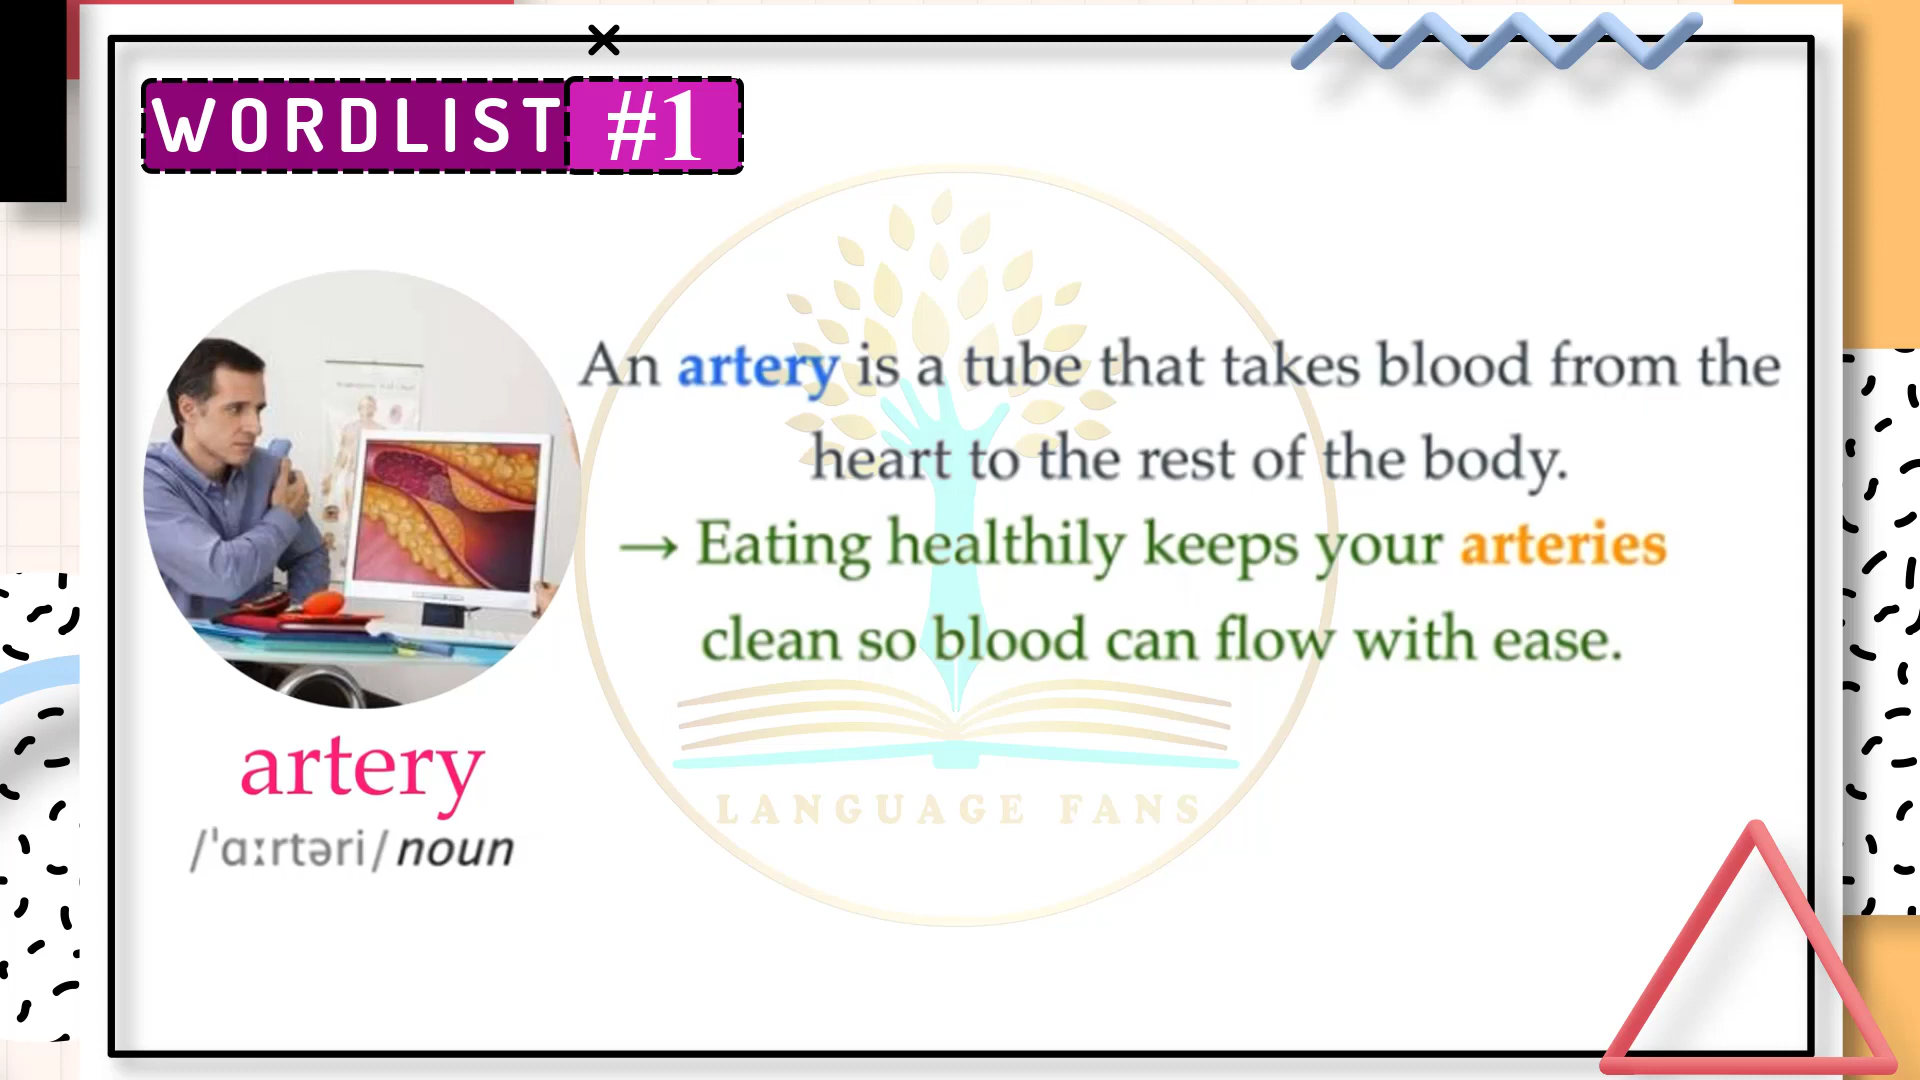 WORDLIST #1
An artery is a tube that takes blood from the
heart to the rest of the body.
→ Eating healthily keeps your arteries
clean so blood can flow with ease.
artery
/ˈɑːrtəri/ noun
LANGUAGE FANS